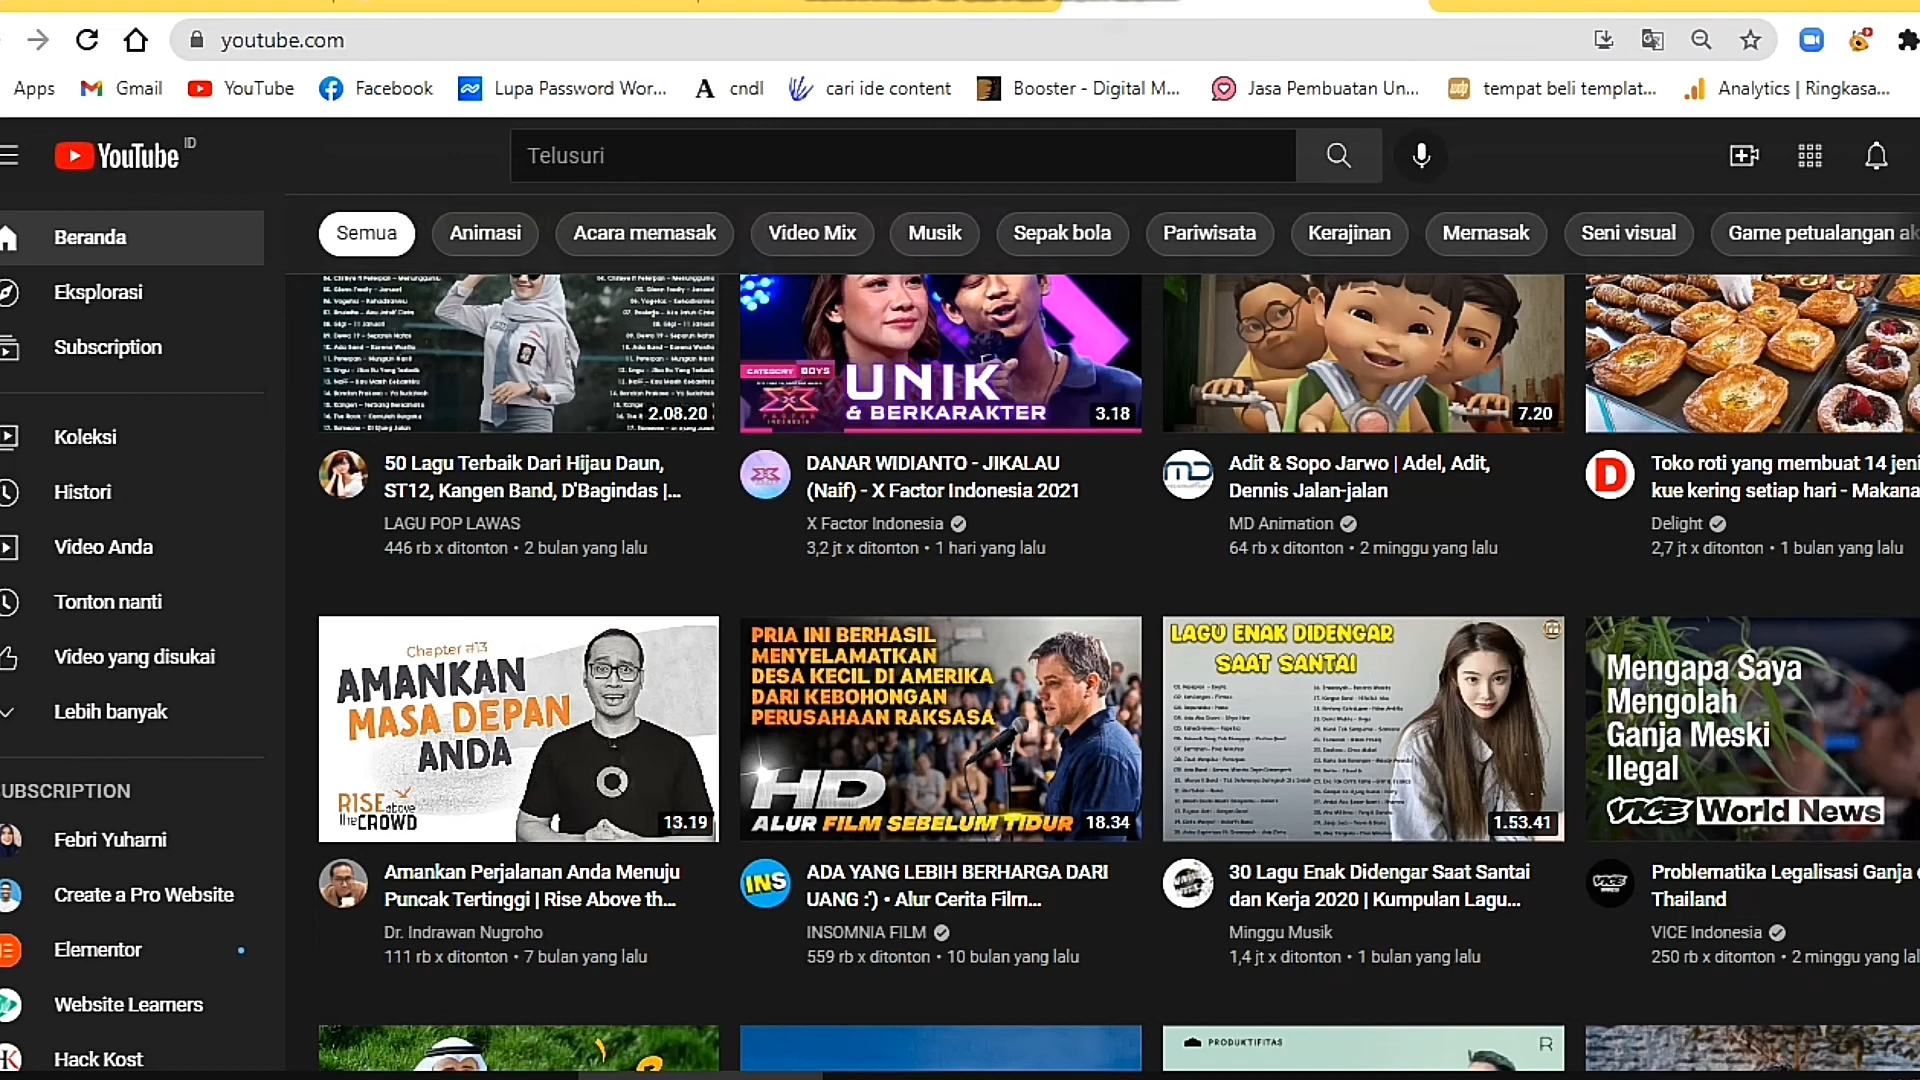 youtube.com
Apps
Gmail
YouTube
Facebook
Lupa Password Wor...
cndl
cari ide content
Booster - Digital M...
Jasa Pembuatan Un...
tempat beli templat...
Analytics | Ringkasa...
YouTube ID
Telusuri
Semua
Animasi
Acara memasak
Video Mix
Musik
Sepak bola
Pariwisata
Kerajinan
Memasak
Seni visual
Game petualangan ak
Beranda
Eksplorasi
Subscription
Koleksi
Histori
Video Anda
Tonton nanti
Video yang disukai
Lebih banyak
UBSCRIPTION
Febri Yuharni
Create a Pro Website
Elementor
Website Learners
Hack Kost
2.08.20
50 Lagu Terbaik Dari Hijau Daun,
ST12, Kangen Band, D'Bagindas |...
LAGU POP LAWAS
446 rb x ditonton • 2 bulan yang lalu
CATEGORY BOYS
X FACTOR
INDONESIA
UNIK
& BERKARAKTER
3.18
DANAR WIDIANTO - JIKALAU
(Naif) - X Factor Indonesia 2021
X Factor Indonesia
3,2 jt x ditonton • 1 hari yang lalu
7.20
MD
Adit & Sopo Jarwo | Adel, Adit,
Dennis Jalan-jalan
MD Animation
64 rb x ditonton • 2 minggu yang lalu
D
Toko roti yang membuat 14 jeni
kue kering setiap hari - Makana
Delight
2,7 jt x ditonton • 1 bulan yang lalu
Chapter #13
AMANKAN
MASA DEPAN
ANDA
RISE above
the CROWD
13.19
Amankan Perjalanan Anda Menuju
Puncak Tertinggi | Rise Above th...
Dr. Indrawan Nugroho
111 rb x ditonton • 7 bulan yang lalu
PRIA INI BERHASIL
MENYELAMATKAN
DESA KECIL DI AMERIKA
DARI KEBOHONGAN
PERUSAHAAN RAKSASA
HD
ALUR FILM SEBELUM TIDUR
18.34
INS
ADA YANG LEBIH BERHARGA DARI
UANG :') • Alur Cerita Film...
INSOMNIA FILM
559 rb x ditonton • 10 bulan yang lalu
LAGU ENAK DIDENGAR
SAAT SANTAI
1.53.41
30 Lagu Enak Didengar Saat Santai
dan Kerja 2020 | Kumpulan Lagu...
Minggu Musik
1,4 jt x ditonton • 1 bulan yang lalu
Mengapa Saya
Mengolah
Ganja Meski
Ilegal
VICE World News
VICE
Problematika Legalisasi Ganja
Thailand
VICE Indonesia
250 rb x ditonton • 2 minggu yang lal
PRODUKTIFITAS
R